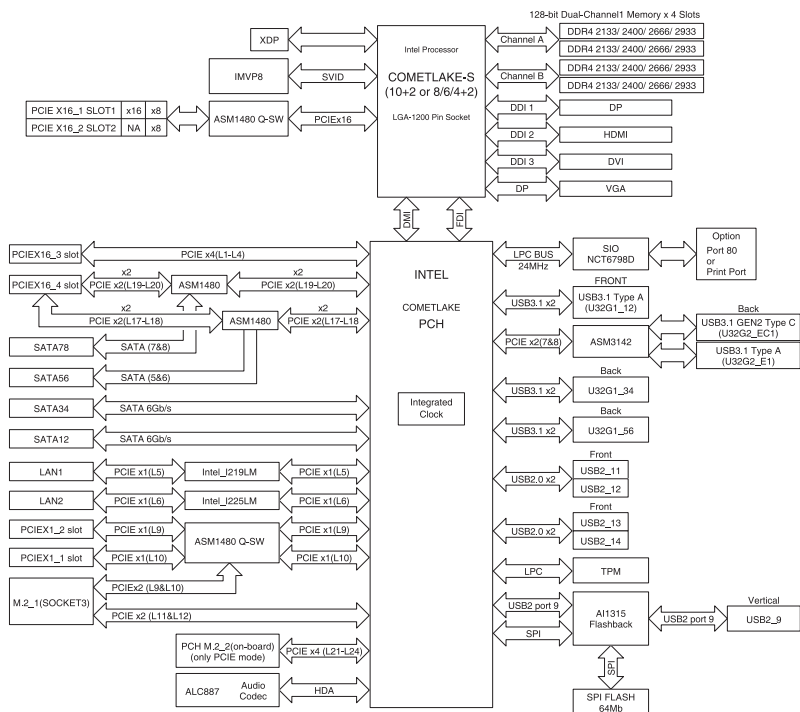 128-bit Dual-Channel1 Memory x 4 Slots
XDP
Intel Processor
COMETLAKE-S
(10+2 or 8/6/4+2)
LGA-1200 Pin Socket
Channel A
DDR4 2133/ 2400/ 2666/ 2933
DDR4 2133/ 2400/ 2666/ 2933
IMVP8
SVID
Channel B
DDR4 2133/ 2400/ 2666/ 2933
DDR4 2133/ 2400/ 2666/ 2933
PCIE X16_1 SLOT1 x16 x8
PCIE X16_2 SLOT2 NA x8
ASM1480 Q-SW
PCIEx16
DDI 1
DP
DDI 2
HDMI
DDI 3
DVI
DP
VGA
DMI
FDI
INTEL
COMETLAKE
PCH
Integrated
Clock
PCIEX16_3 slot
PCIE x4(L1-L4)
PCIEX16_4 slot
x2
PCIE x2(L19-L20)
ASM1480
x2
PCIE x2(L19-L20)
x2
PCIE x2(L17-L18)
ASM1480
x2
PCIE x2(L17-L18
SATA78
SATA (7&8)
SATA56
SATA (5&6)
SATA34
SATA 6Gb/s
SATA12
SATA 6Gb/s
LAN1
PCIE x1(L5)
Intel_I219LM
PCIE x1(L5)
LAN2
PCIE x1(L6)
Intel_I225LM
PCIE x1(L6)
PCIEX1_2 slot
PCIE x1(L9)
ASM1480 Q-SW
PCIE x1(L9)
PCIEX1_1 slot
PCIE x1(L10)
PCIE x1(L10)
M.2_1(SOCKET3)
PCIEx2 (L9&L10)
PCIE x2 (L11&L12)
PCH M.2_2(on-board)
(only PCIE mode)
PCIE x4 (L21-L24)
ALC887 Audio
Codec
HDA
LPC BUS
24MHz
SIO
NCT6798D
Option
Port 80
or
Print Port
FRONT
USB3.1 x2
USB3.1 Type A
(U32G1_12)
PCIE x2(7&8)
ASM3142
Back
USB3.1 GEN2 Type C
(U32G2_EC1)
USB3.1 Type A
(U32G2_E1)
Back
USB3.1 x2
U32G1_34
Back
USB3.1 x2
U32G1_56
Front
USB2.0 x2
USB2_11
USB2_12
Front
USB2.0 x2
USB2_13
USB2_14
LPC
TPM
USB2 port 9
SPI
AI1315
Flashback
USB2 port 9
Vertical
USB2_9
SPI
SPI FLASH
64Mb